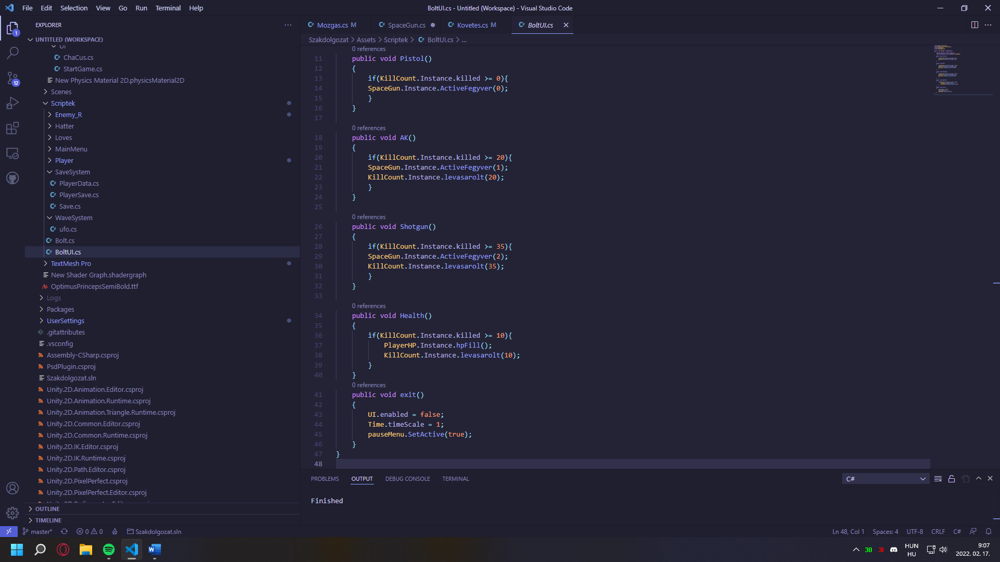 File Edit Selection View Go Run Terminal Help
BoltUI.cs - Untitled (Workspace) - Visual Studio Code
EXPLORER
1
12
UNTITLED (WORKSPACE)
UI
ChaCus.cs
StartGame.cs
New Physics Material 2D.physicsMaterial2D
Scenes
Scriptek
Enemy_R
Hatter
Loves
MainMenu
Player
SaveSystem
PlayerData.cs
PlayerSave.cs
Save.cs
WaveSystem
ufo.cs
Bolt.cs
BoltUI.cs
TextMesh Pro
New Shader Graph.shadergraph
OptimusPrincepsSemiBold.ttf
Logs
Packages
UserSettings
.gitattributes
.vsconfig
Assembly-CSharp.csproj
PsdPlugin.csproj
Szakdolgozat.sln
Unity.2D.Animation.Editor.csproj
Unity.2D.Animation.Runtime.csproj
Unity.2D.Animation.Triangle.Runtime.csproj
Unity.2D.Common.Editor.csproj
Unity.2D.Common.Runtime.csproj
Unity.2D.IK.Editor.csproj
Unity.2D.IK.Runtime.csproj
Unity.2D.Path.Editor.csproj
Unity.2D.PixelPerfect.csproj
Unity.2D.PixelPerfect.Editor.csproj
OUTLINE
TIMELINE
Mozgas.cs M SpaceGun.cs Kovetes.cs M BoltUI.cs
Szakdolgozat > Assets > Scriptek > BoltUI.cs > ...
0 references
11 public void Pistol()
12 {
13 if(KillCount.Instance.killed >= 0){
14 SpaceGun.Instance.ActiveFegyver(0);
15 }
16 }
17
0 references
18 public void AK()
19 {
20 if(KillCount.Instance.killed >= 20){
21 SpaceGun.Instance.ActiveFegyver(1);
22 KillCount.Instance.levasarolt(20);
23 }
24 }
25
0 references
26 public void Shotgun()
27 {
28 if(KillCount.Instance.killed >= 35){
29 SpaceGun.Instance.ActiveFegyver(2);
30 KillCount.Instance.levasarolt(35);
31 }
32 }
33
0 references
34 public void Health()
35 {
36 if(KillCount.Instance.killed >= 10){
37 PlayerHP.Instance.hpFill();
38 KillCount.Instance.levasarolt(10);
39 }
40 }
0 references
41 public void exit()
42 {
43 UI.enabled = false;
44 Time.timeScale = 1;
45 pauseMenu.SetActive(true);
46 }
47 }
48
PROBLEMS OUTPUT DEBUG CONSOLE TERMINAL
C#
Finished
master* 0 0 Szakdolgozat.sln
Ln 48, Col 1 Spaces: 4 UTF-8 CRLF C#
30 HUN 9:07
HU 2022. 02. 17.